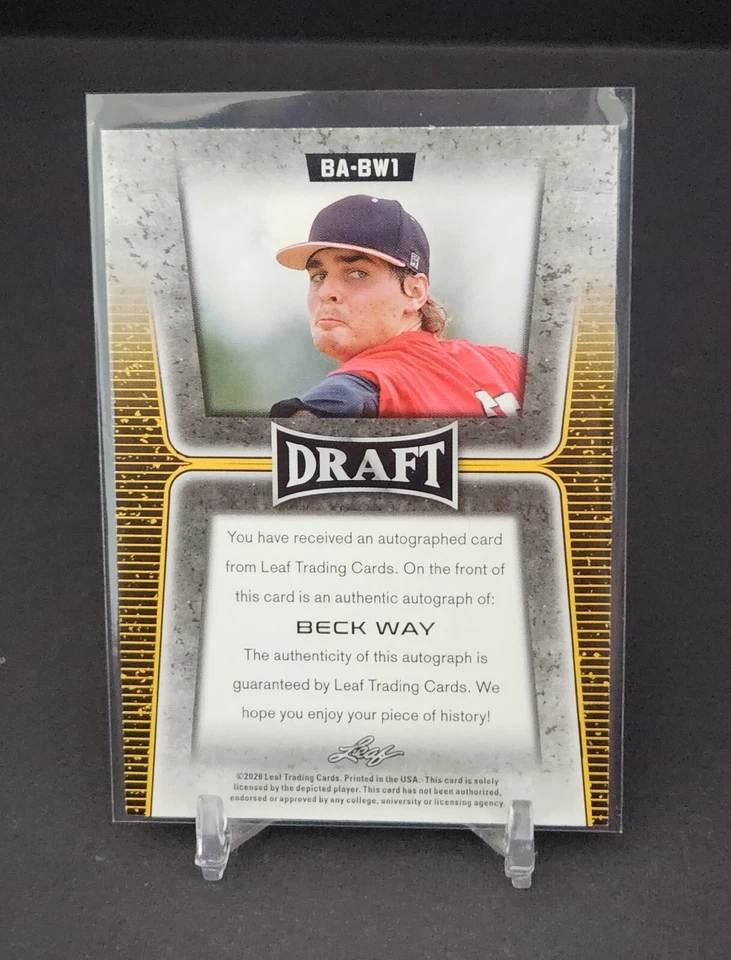 BA-BW1
DRAFT
You have received an autographed card
from Leaf Trading Cards. On the front of
this card is an authentic autograph of:
BECK WAY
The authenticity of this autograph is
guaranteed by Leaf Trading Cards. We
hope you enjoy your piece of history!
Leaf
©2020 Leaf Trading Cards. Printed in the USA. This card is solely
licensed by the depicted player. This card has not been authorized,
endorsed or approved by any college, university or licensing agency.